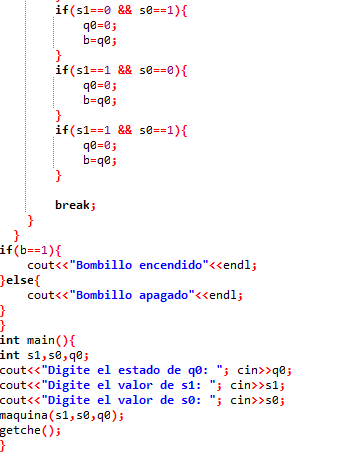 if(s1==0 && s0==1){
q0=0;
b=q0;
}
if(s1==1 && s0==0){
q0=0;
b=q0;
}
if(s1==1 && s0==1){
q0=0;
b=q0;
}
break;
}
}
if(b==1){
cout<<"Bombillo encendido"<<endl;
}else{
cout<<"Bombillo apagado"<<endl;
}
}
int main(){
int s1,s0,q0;
cout<<"Digite el estado de q0: "; cin>>q0;
cout<<"Digite el valor de s1: "; cin>>s1;
cout<<"Digite el valor de s0: "; cin>>s0;
maquina(s1,s0,q0);
getche();
}